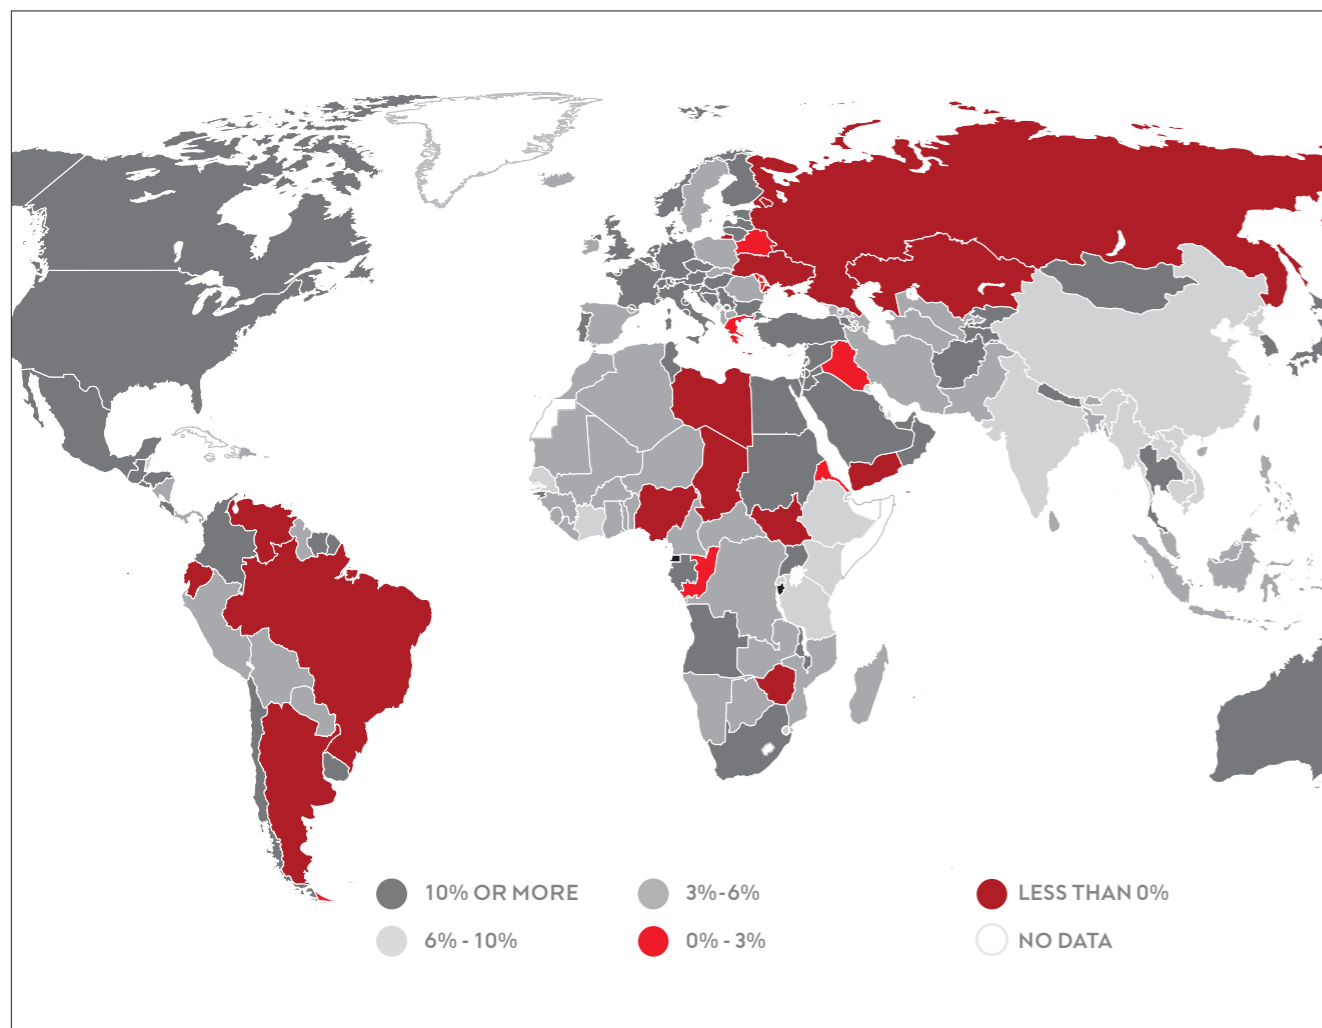 10% OR MORE
3%-6%
LESS THAN 0%
6% - 10%
0% - 3%
NO DATA